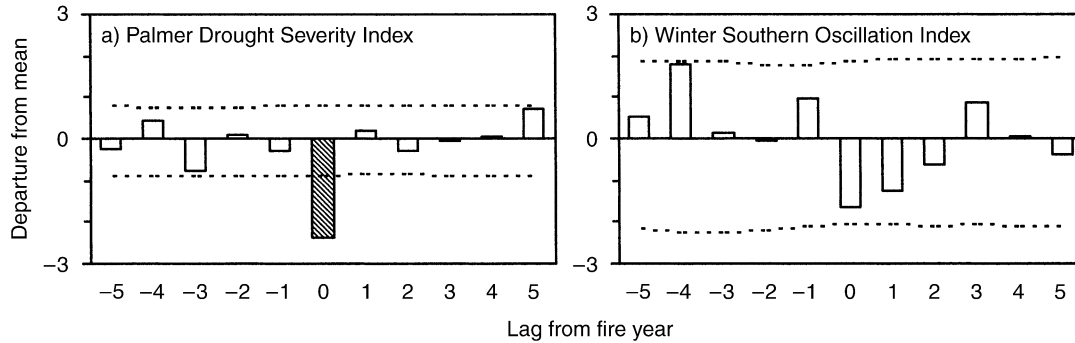 a) Palmer Drought Severity Index
b) Winter Southern Oscillation Index
Departure from mean
3
0
−3
3
0
−3
−5 −4 −3 −2 −1 0 1 2 3 4 5
−5 −4 −3 −2 −1 0 1 2 3 4 5
Lag from fire year